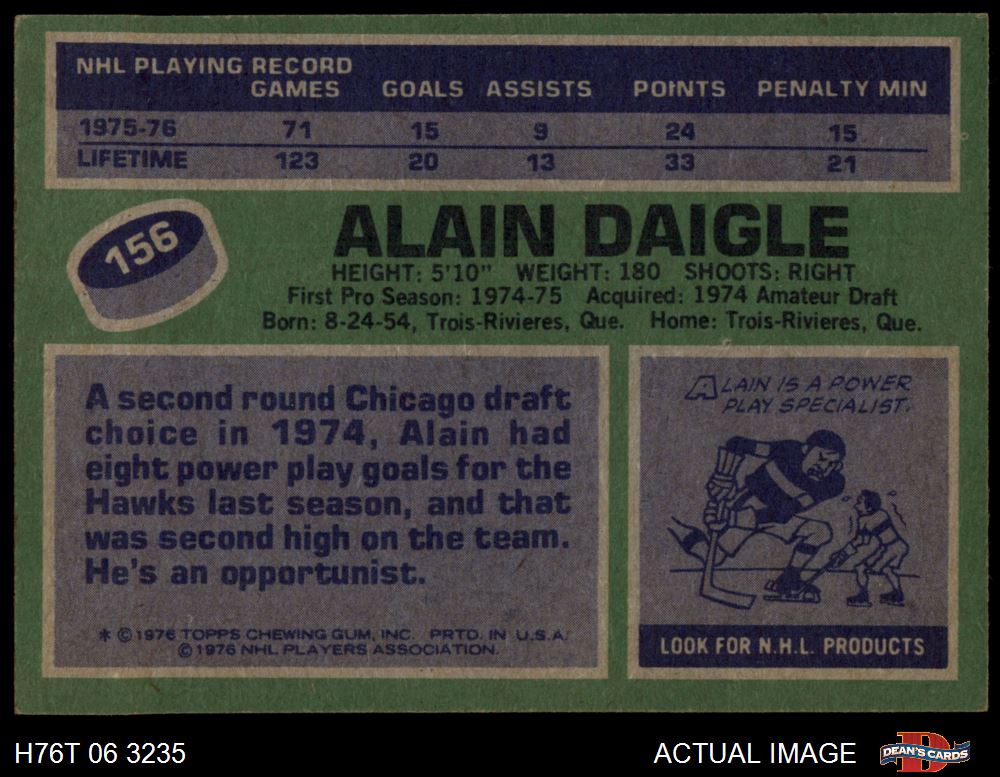 NHL PLAYING RECORD
GAMES GOALS ASSISTS POINTS PENALTY MIN
1975-76 71 15 9 24 15
LIFETIME 123 20 13 33 21
156
ALAIN DAIGLE
HEIGHT: 5'10" WEIGHT: 180 SHOOTS: RIGHT
First Pro Season: 1974-75 Acquired: 1974 Amateur Draft
Born: 8-24-54, Trois-Rivieres, Que. Home: Trois-Rivieres, Que.
A second round Chicago draft
choice in 1974, Alain had
eight power play goals for the
Hawks last season, and that
was second high on the team.
He's an opportunist.
* © 1976 TOPPS CHEWING GUM, INC. PRTD. IN U.S.A.
© 1976 NHL PLAYERS ASSOCIATION.
ALAIN IS A POWER
PLAY SPECIALIST.
LOOK FOR N.H.L. PRODUCTS
H76T 06 3235
ACTUAL IMAGE
DEAN'S CARDS